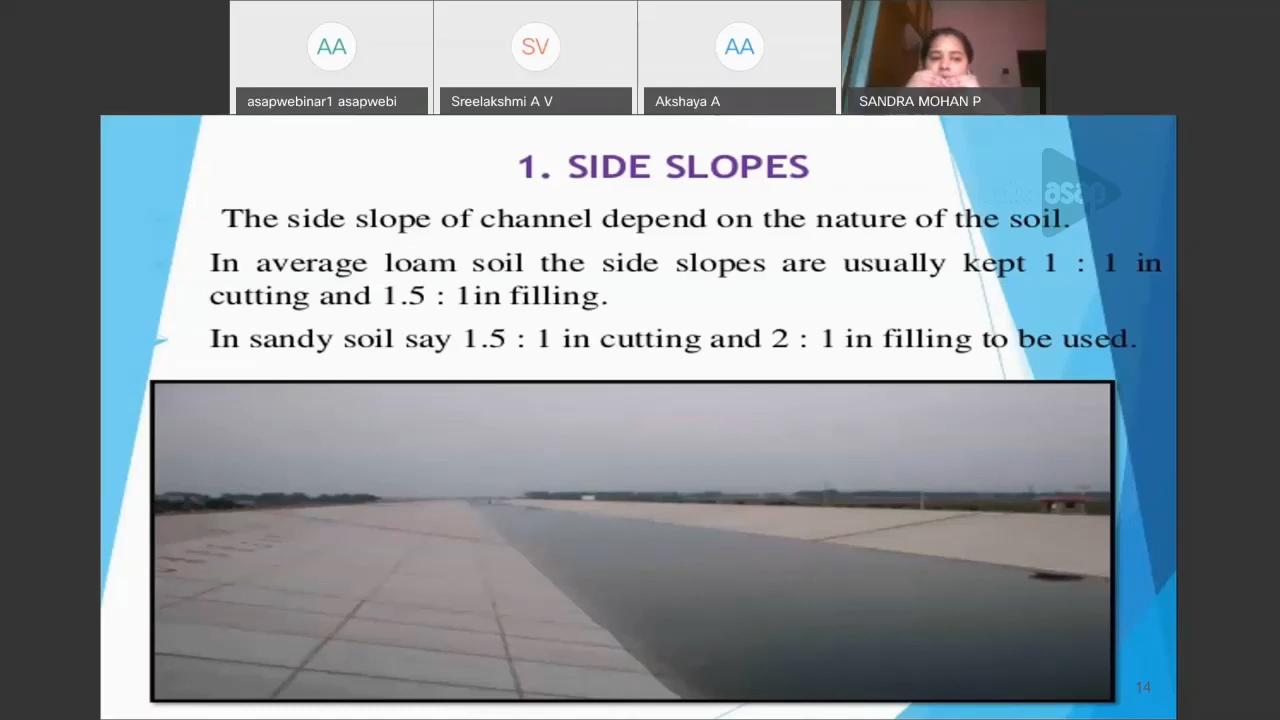 AA
SV
AA
asapwebinar1 asapwebi
Sreelakshmi A V
Akshaya A
SANDRA MOHAN P
1. SIDE SLOPES
asap
The side slope of channel depend on the nature of the soil.
In average loam soil the side slopes are usually kept 1 : 1 in
cutting and 1.5 : 1in filling.
In sandy soil say 1.5 : 1 in cutting and 2 : 1 in filling to be used.
14